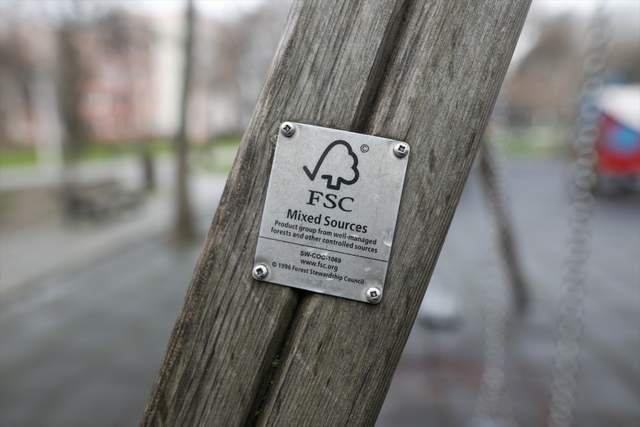 ©
FSC
Mixed Sources
Product group from well-managed
forests and other controlled sources
SW-COC-1069
www.fsc.org
© 1996 Forest Stewardship Council